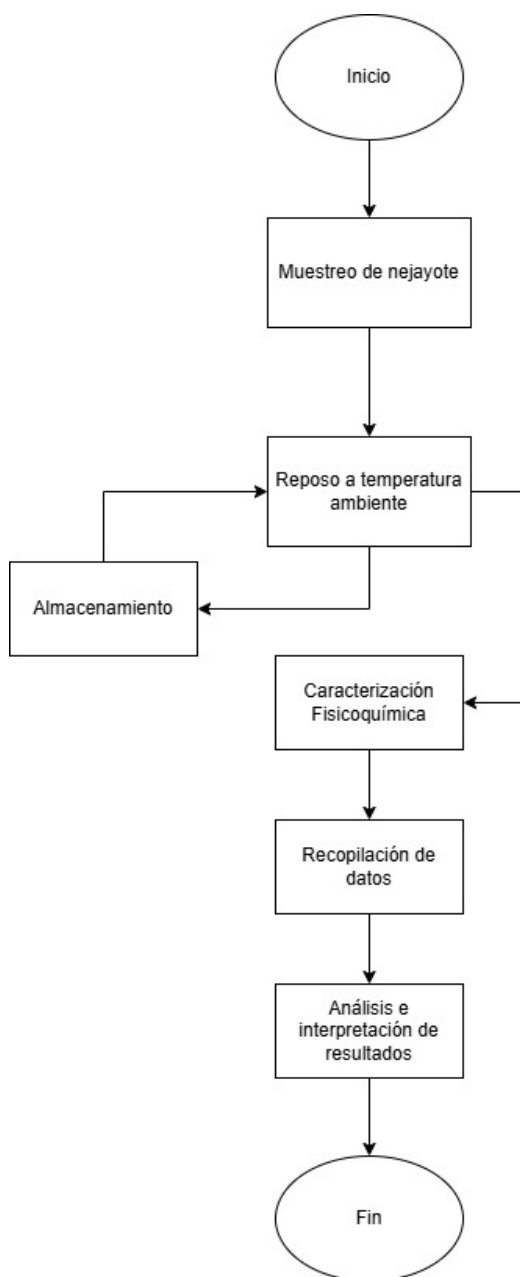 Inicio
Muestreo de nejayote
Reposo a temperatura
ambiente
Almacenamiento
Caracterización
Fisicoquímica
Recopilación de
datos
Análisis e
interpretación de
resultados
Fin